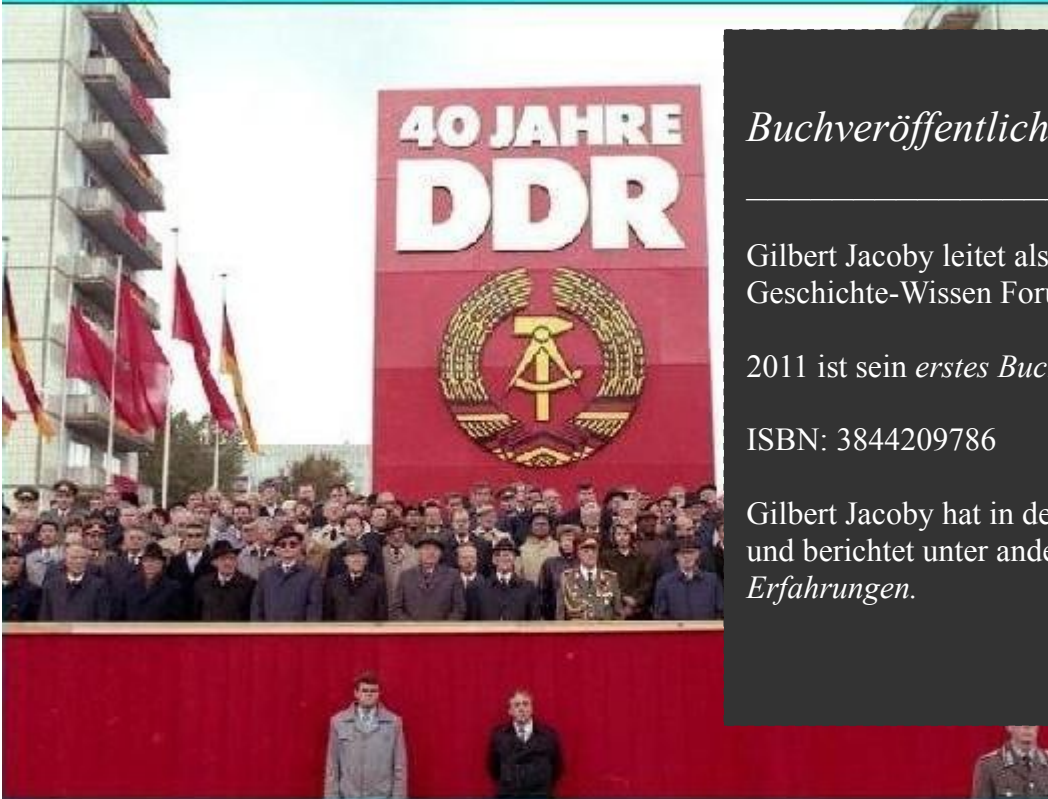 40 JAHRE
DDR
Buchveröffentlich
Gilbert Jacoby leitet als
Geschichte-Wissen For
2011 ist sein erstes Buc
ISBN: 3844209786
Gilbert Jacoby hat in de
und berichtet unter ande
Erfahrungen.